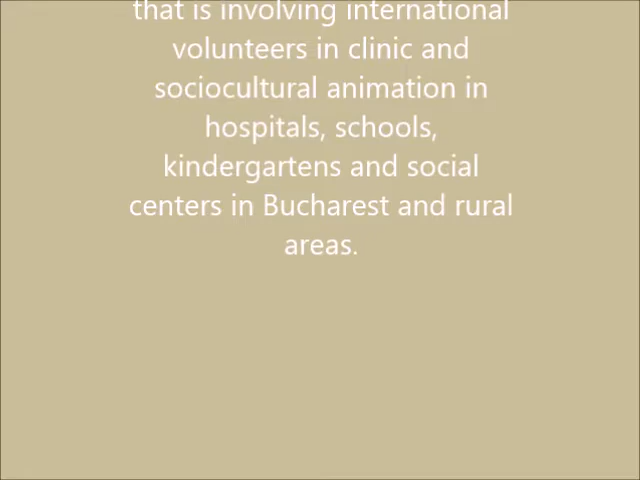 that is involving international
volunteers in clinic and
sociocultural animation in
hospitals, schools,
kindergartens and social
centers in Bucharest and rural
areas.